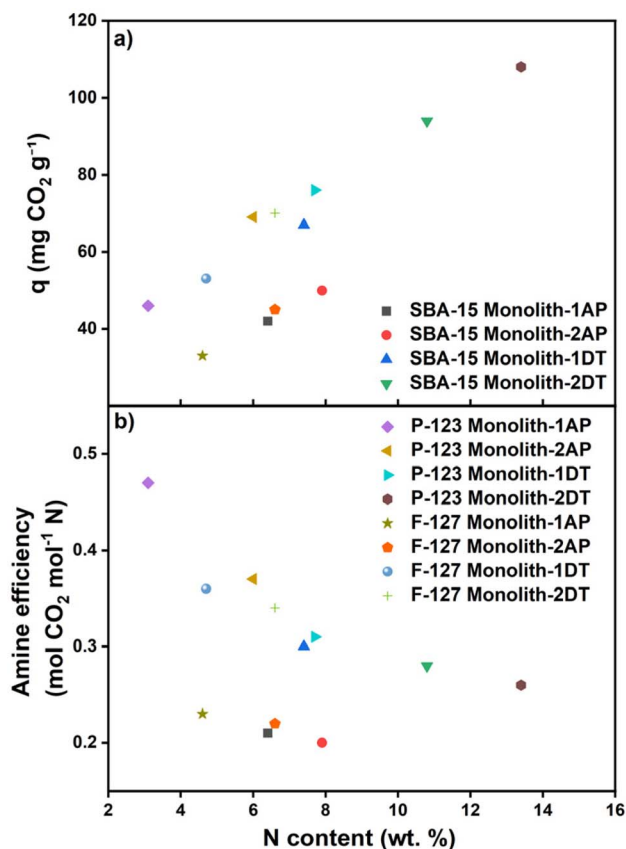 a)
120
100
80
60
40
q (mg CO₂ g⁻¹)
SBA-15 Monolith-1AP
SBA-15 Monolith-2AP
SBA-15 Monolith-1DT
SBA-15 Monolith-2DT
b)
0.5
0.4
0.3
0.2
Amine efficiency
(mol CO₂ mol⁻¹ N)
P-123 Monolith-1AP
P-123 Monolith-2AP
P-123 Monolith-1DT
P-123 Monolith-2DT
F-127 Monolith-1AP
F-127 Monolith-2AP
F-127 Monolith-1DT
F-127 Monolith-2DT
2 4 6 8 10 12 14 16
N content (wt. %)